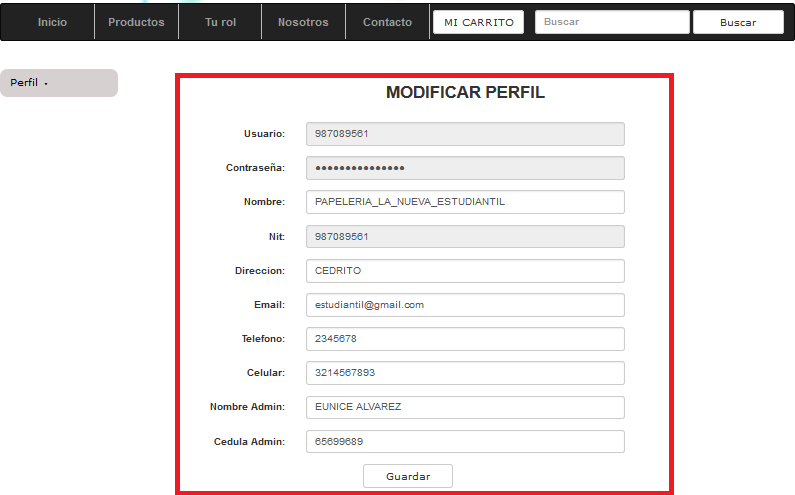 Inicio Productos Tu rol Nosotros Contacto MI CARRITO Buscar Buscar
Perfil
MODIFICAR PERFIL
Usuario: 987089561
Contraseña: ●●●●●●●●●●●●●●●
Nombre: PAPELERIA_LA_NUEVA_ESTUDIANTIL
Nit: 987089561
Direccion: CEDRITO
Email: estudiantil@gmail.com
Telefono: 2345678
Celular: 3214567893
Nombre Admin: EUNICE ALVAREZ
Cedula Admin: 65699689
Guardar